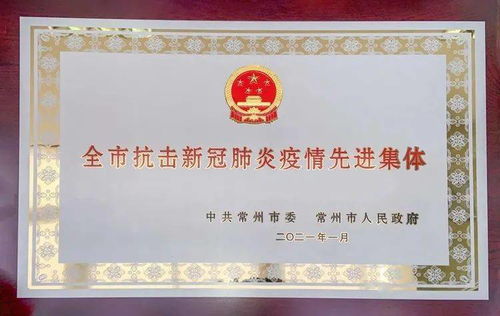 全市抗击新冠肺炎疫情先进集体
中共常州市委 常州市人民政府
二〇二一年一月